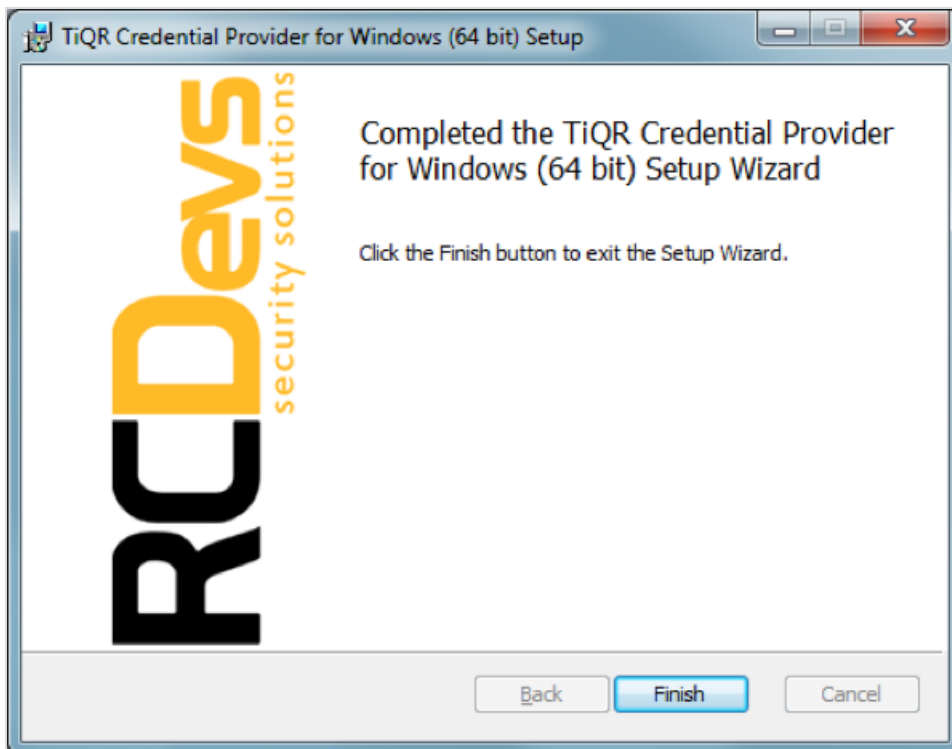 TiQR Credential Provider for Windows (64 bit) Setup
RCDevs
security solutions
Completed the TiQR Credential Provider
for Windows (64 bit) Setup Wizard
Click the Finish button to exit the Setup Wizard.
Back
Finish
Cancel